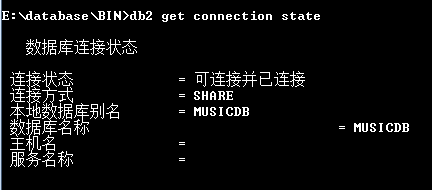 E:\database\BIN>db2 get connection state
数据库连接状态
连接状态 = 可连接并已连接
连接方式 = SHARE
本地数据库别名 = MUSICDB
数据库名称 = MUSICDB
主机名 =
服务名称 =